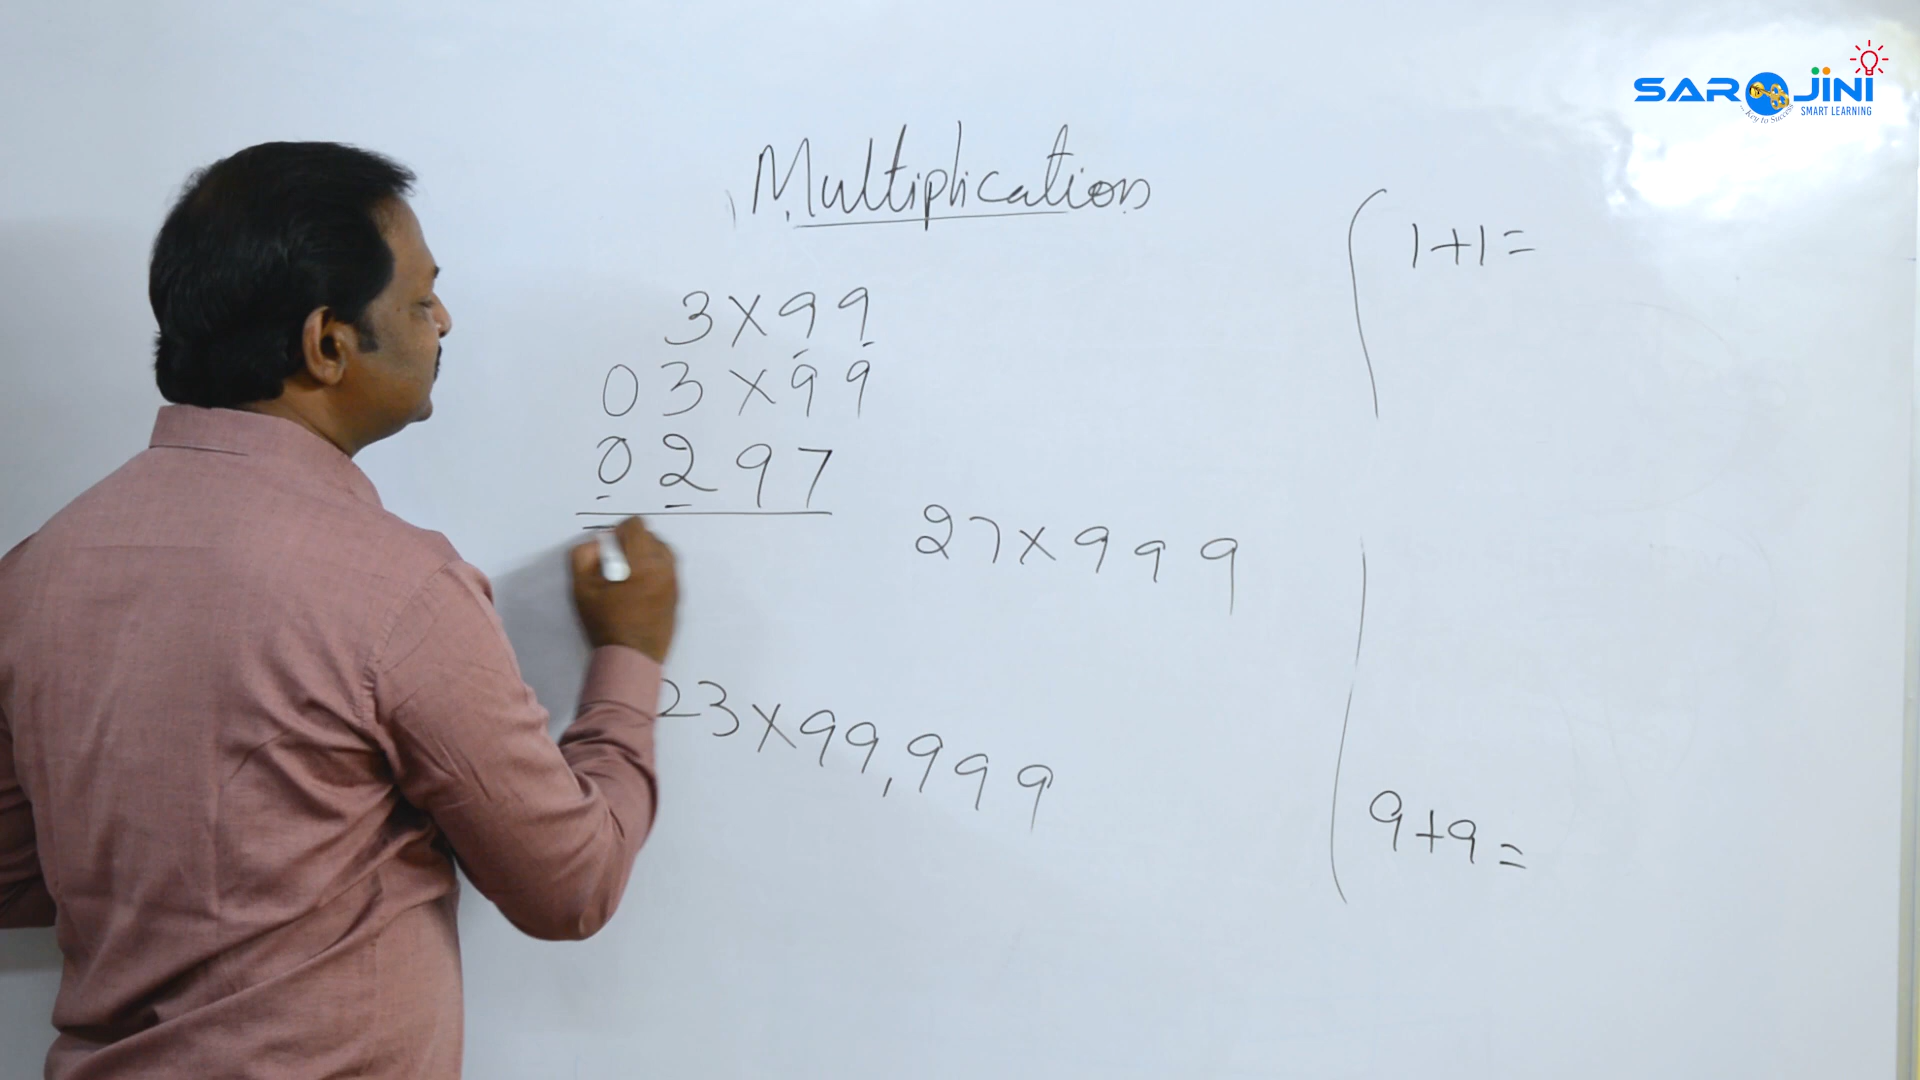 SAROJINI
Key to Success
SMART LEARNING
Multiplication
3×99
03×99
0297
27×999
23×99,999
1+1=
9+9=